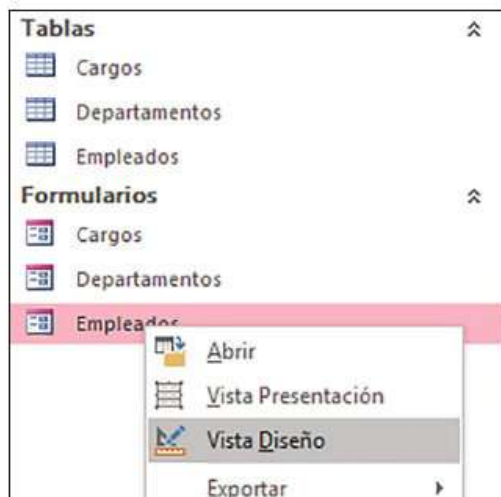 Tablas
Cargos
Departamentos
Empleados
Formularios
Cargos
Departamentos
Empleados
Abrir
Vista Presentación
Vista Diseño
Exportar